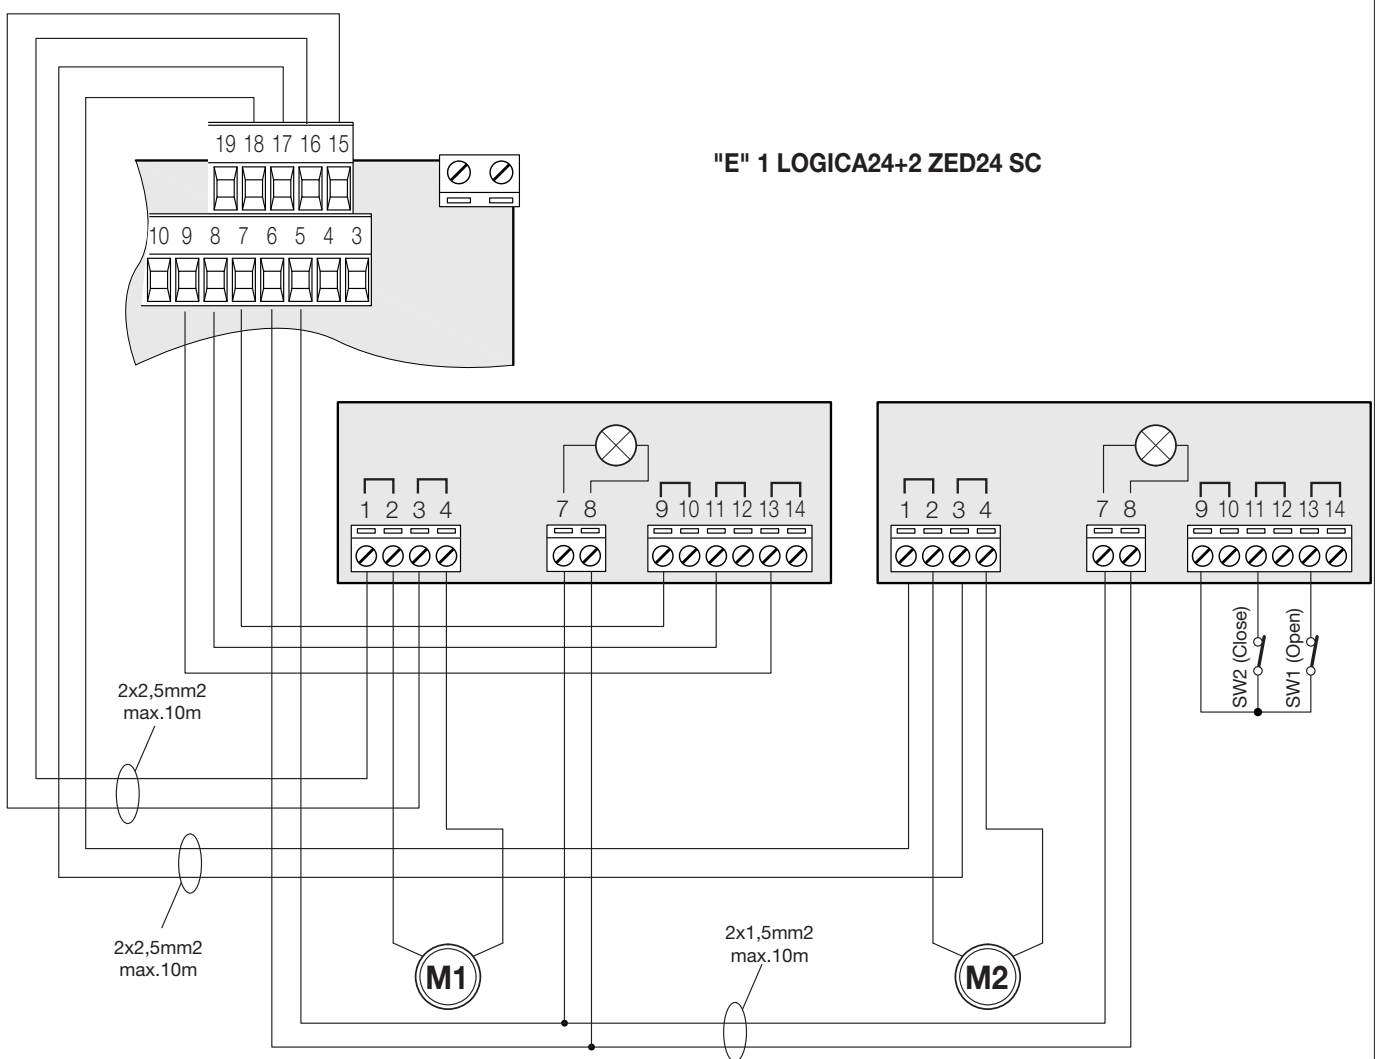 19 18 17 16 15
"E" 1 LOGICA24+2 ZED24 SC
10 9 8 7 6 5 4 3
1 2 3 4 7 8 9 10 11 12 13 14
1 2 3 4 7 8 9 10 11 12 13 14
SW2 (Close)
SW1 (Open)
2x2,5mm2
max.10m
2x2,5mm2
max.10m
2x1,5mm2
max.10m
M1
M2